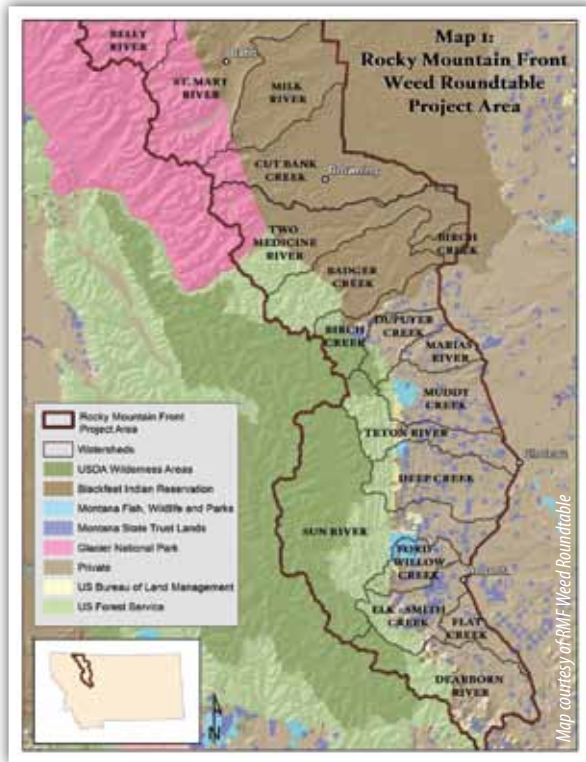 Map 1:
Rocky Mountain Front
Weed Roundtable
Project Area
BELLY
RIVER
ST. MARY
RIVER
MILK
RIVER
CUT BANK
CREEK
Browning
TWO
MEDICINE
RIVER
BIRCH
CREEK
BADGER
CREEK
BIRCH
CREEK
DUPUYER
CREEK
MARIAS
RIVER
MUDDY
CREEK
TETON RIVER
DEEP CREEK
SUN RIVER
FORD -
WILLOW
CREEK
ELK - SMITH
CREEK
FLAT
CREEK
DEARBORN
RIVER
Rocky Mountain Front
Project Area
Watersheds
USDA Wilderness Areas
Blackfeet Indian Reservation
Montana Fish, Wildlife and Parks
Montana State Trust Lands
Glacier National Park
Private
US Bureau of Land Management
US Forest Service
N
Map courtesy of RMF Weed Roundtable